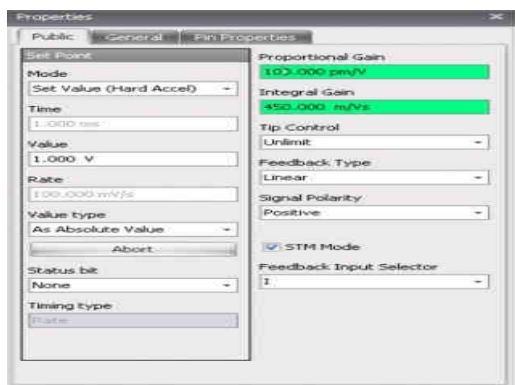 Properties
Public
General
Pin Properties
Set Point
Mode
Set Value (Hard Accel)
Time
1.000 ms
Value
1.000 V
Rate
100.000 mV/s
Value type
As Absolute Value
Abort
Status bit
None
Timing type
Rate
Proportional Gain
100.000 pm/V
Integral Gain
450.000 m/Vs
Tip Control
Unlimit
Feedback Type
Linear
Signal Polarity
Positive
STM Mode
Feedback Input Selector
I